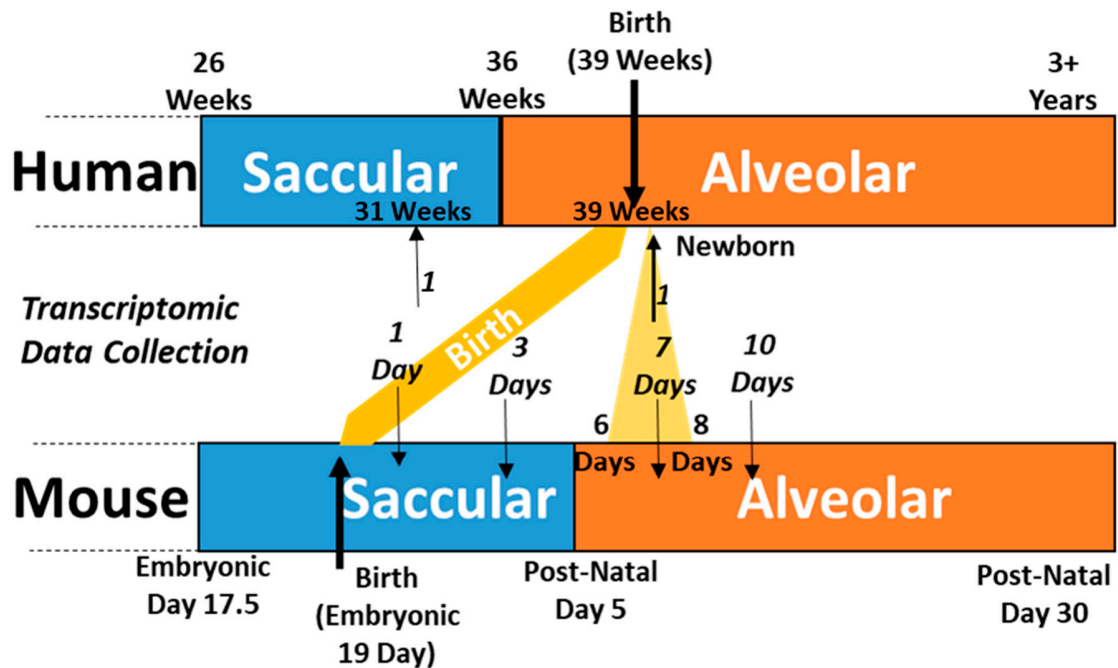 Birth
(39 Weeks)
26
Weeks
36
Weeks
3+
Years
Human
Saccular
Alveolar
31 Weeks
39 Weeks
Newborn
Transcriptomic
Data Collection
1
Birth
1
1
Day
3
Days
7
Days
10
Days
6
Days
8
Days
Mouse
Saccular
Alveolar
Embryonic
Day 17.5
Birth
(Embryonic
19 Day)
Post-Natal
Day 5
Post-Natal
Day 30